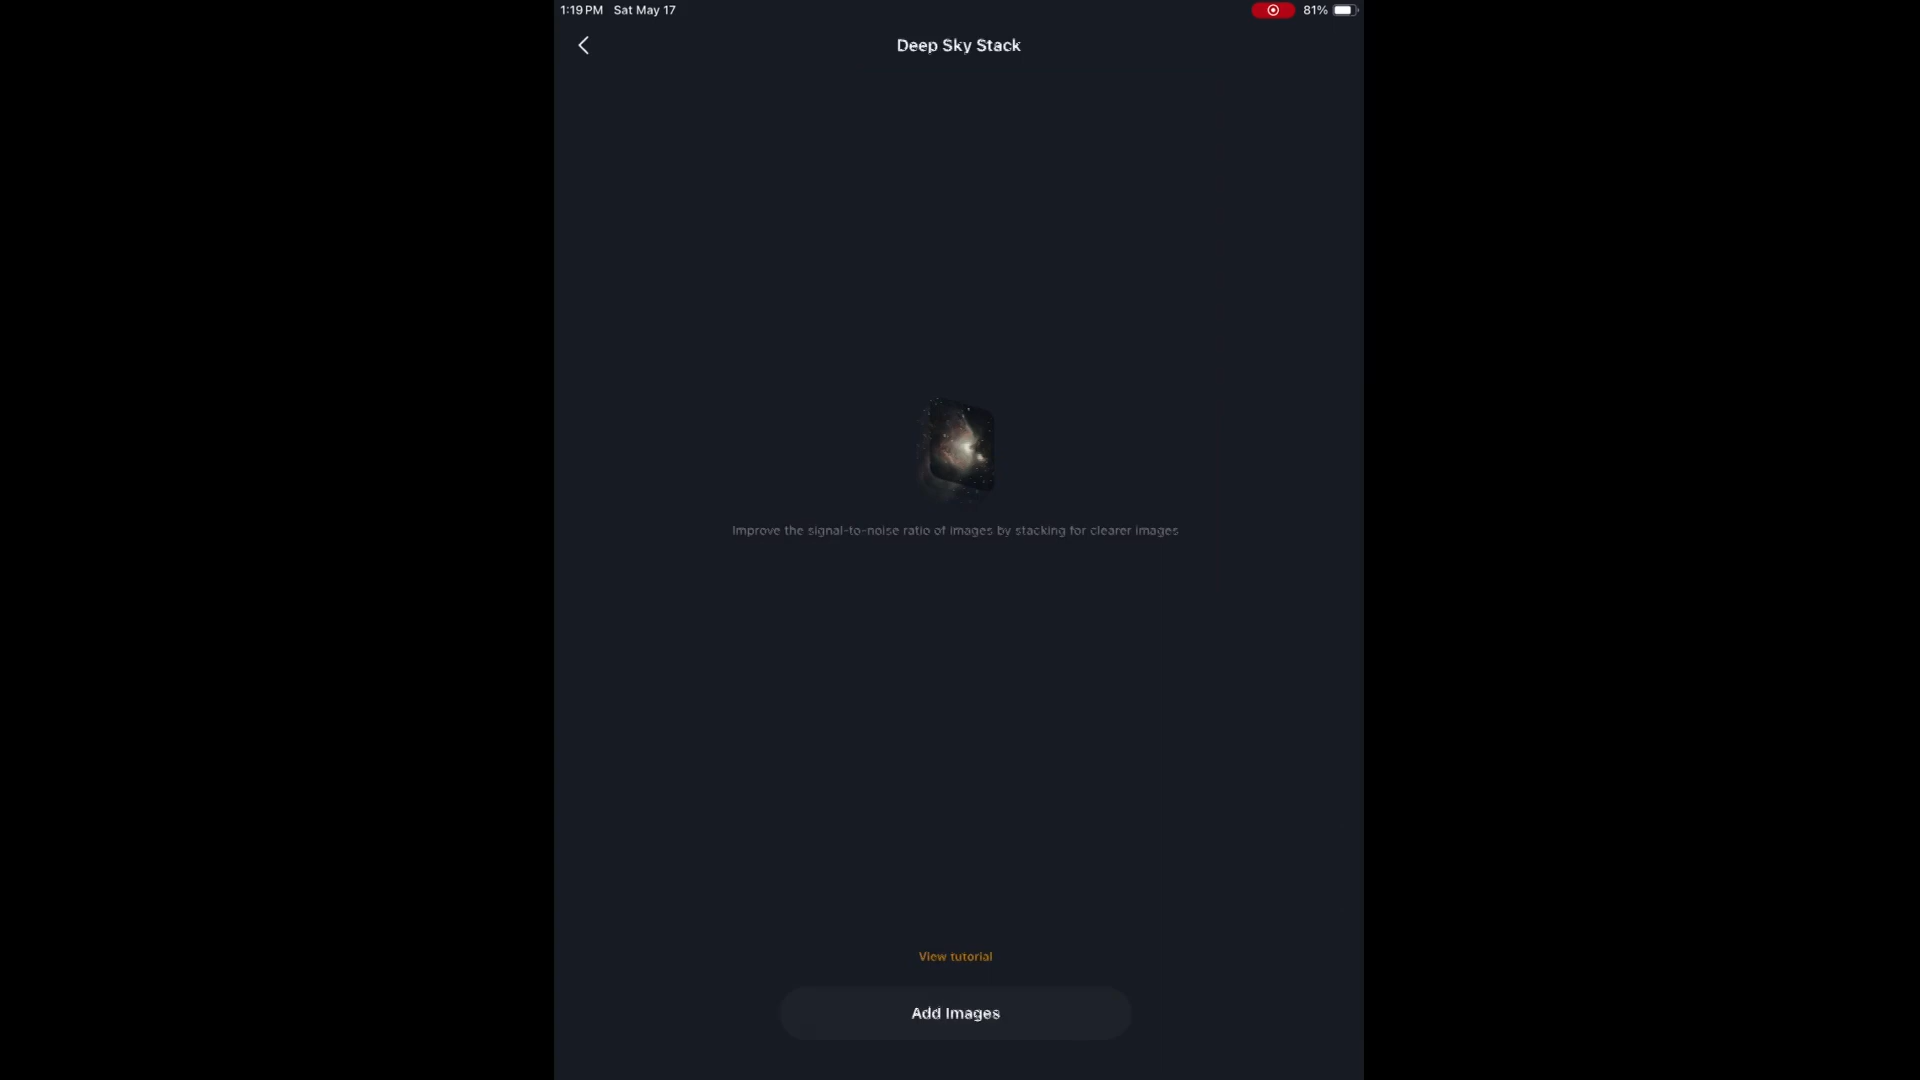 1:19 PM Sat May 17 81%
Deep Sky Stack
Improve the signal-to-noise ratio of images by stacking for clearer images
View tutorial
Add Images